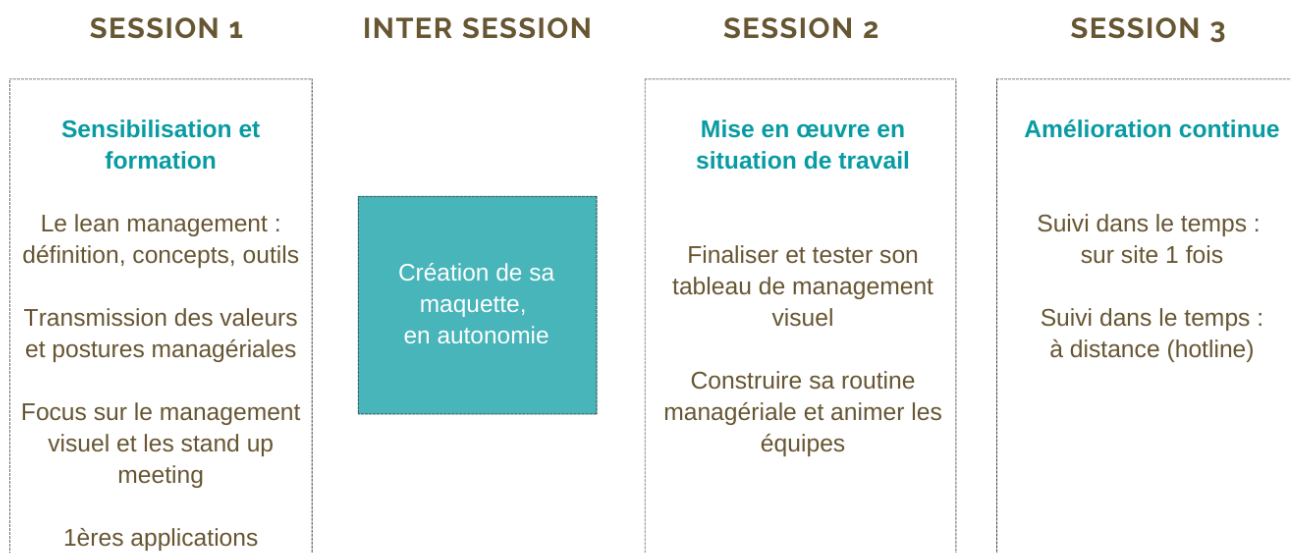 SESSION 1
Sensibilisation et
formation
Le lean management :
définition, concepts, outils
Transmission des valeurs
et postures managériales
Focus sur le management
visuel et les stand up
meeting
1ères applications
INTER SESSION
Création de sa
maquette,
en autonomie
SESSION 2
Mise en œuvre en
situation de travail
Finaliser et tester son
tableau de management
visuel
Construire sa routine
managériale et animer les
équipes
SESSION 3
Amélioration continue
Suivi dans le temps :
sur site 1 fois
Suivi dans le temps :
à distance (hotline)